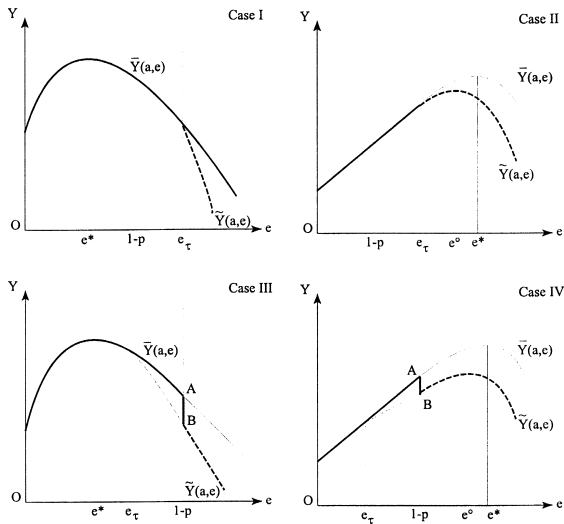 Y
Case I
Ȳ(a,e)
Ỹ(a,e)
O
e
e* 1-p eτ
Y
Case II
Ȳ(a,e)
Ỹ(a,e)
O
e
1-p eτ e° e*
Y
Case III
Ȳ(a,e)
A
B
Ỹ(a,e)
O
e
e* eτ 1-p
Y
Case IV
Ȳ(a,e)
A
B
Ỹ(a,e)
O
e
eτ 1-p e° e*